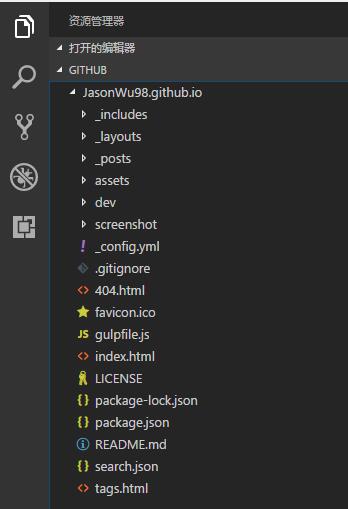 资源管理器
打开的编辑器
GITHUB
JasonWu98.github.io
_includes
_layouts
_posts
assets
dev
screenshot
! _config.yml
.gitignore
<> 404.html
favicon.ico
JS gulpfile.js
<> index.html
LICENSE
{} package-lock.json
{} package.json
README.md
{} search.json
<> tags.html